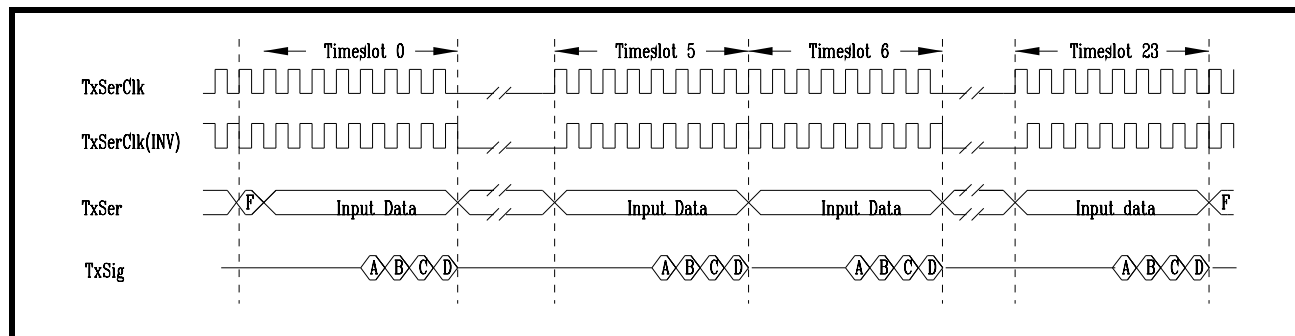 Timeslot 0 Timeslot 5 Timeslot 6 Timeslot 23
TxSerClk
TxSerClk(INV)
TxSer F Input Data Input Data Input Data Input data F
TxSig A B C D A B C D A B C D A B C D